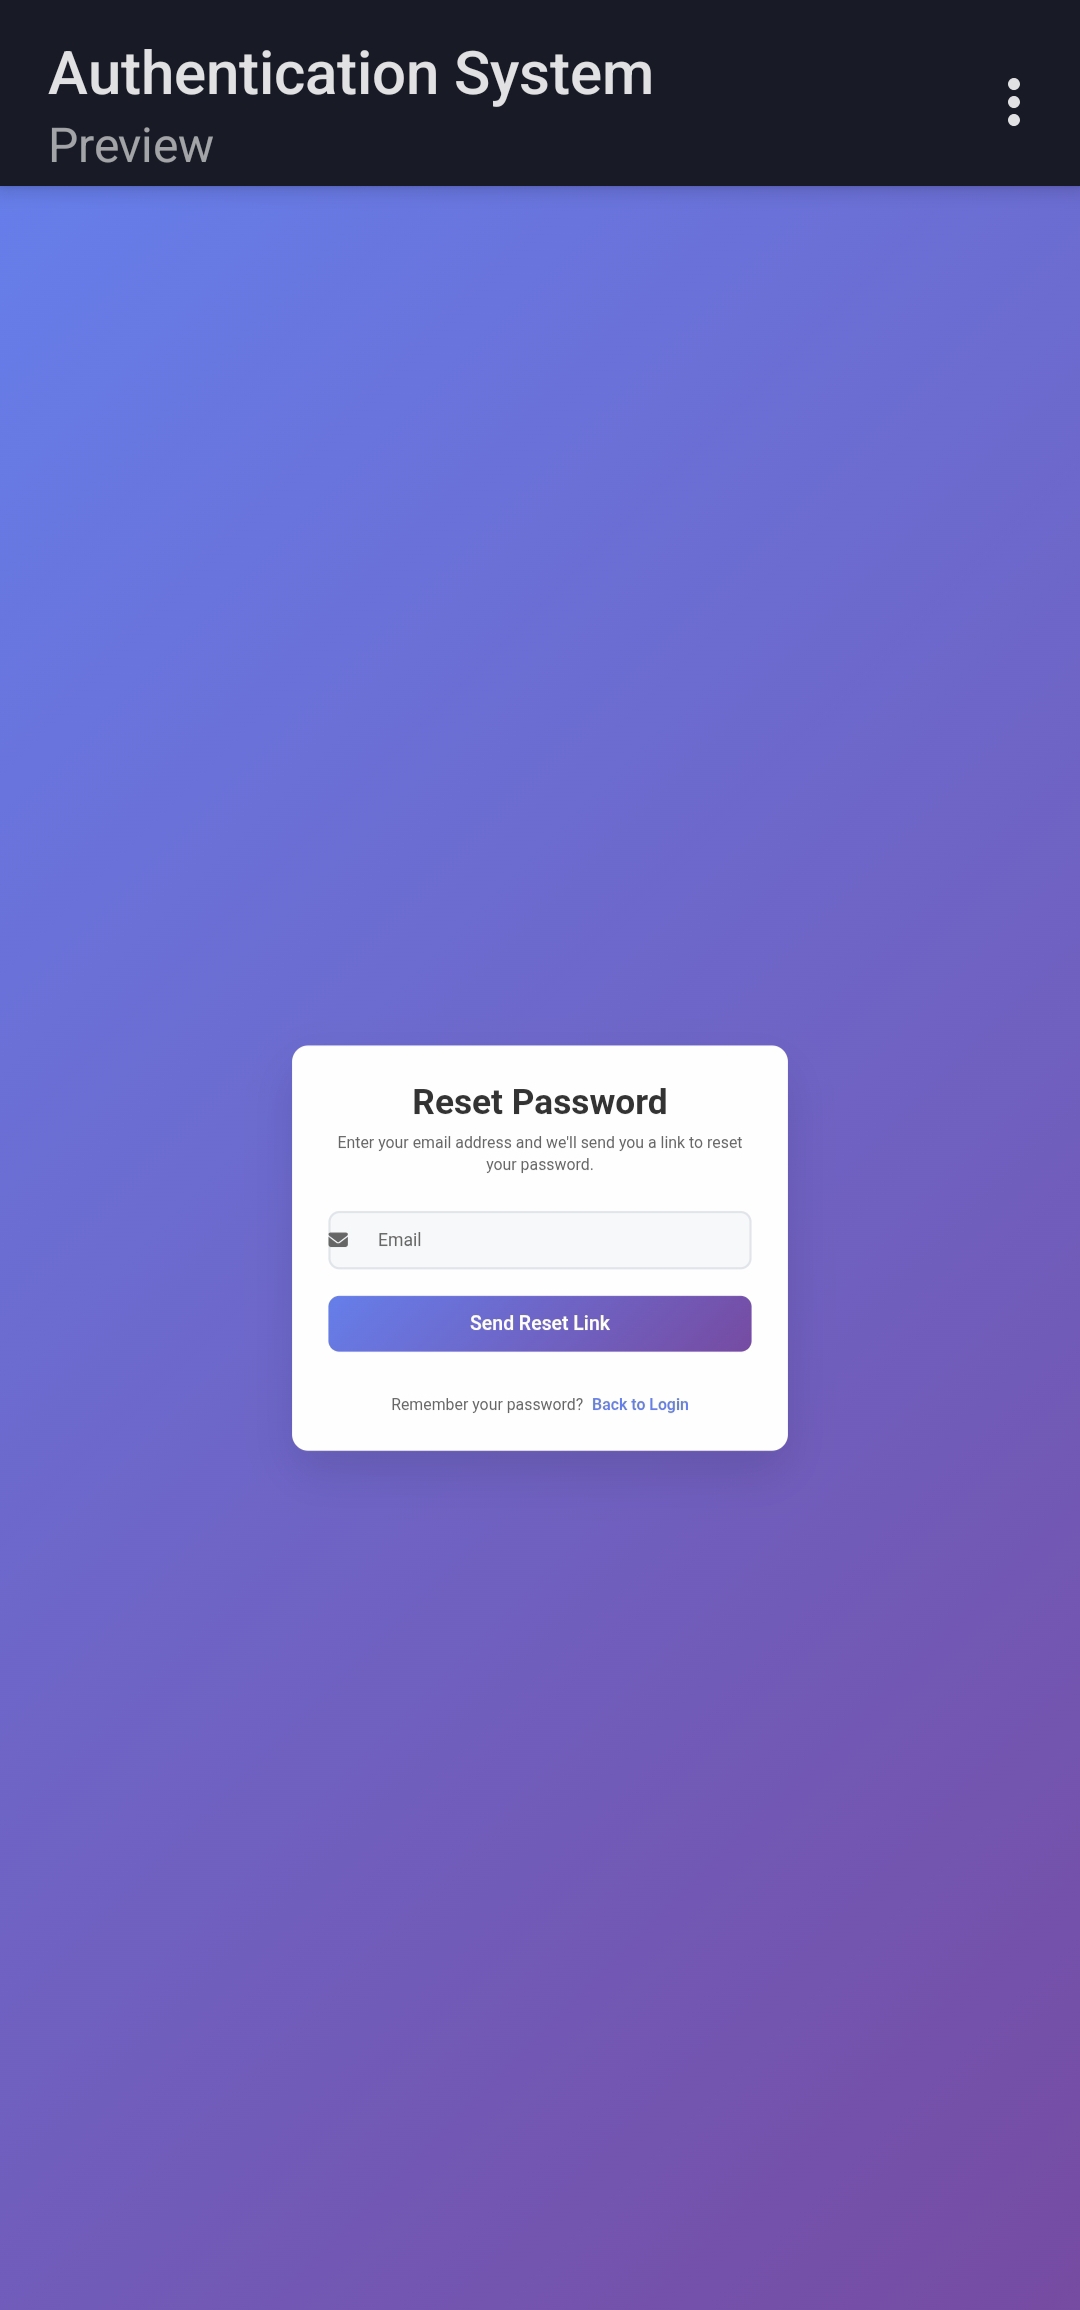 Authentication System
Preview
Reset Password
Enter your email address and we'll send you a link to reset
your password.
Email
Send Reset Link
Remember your password? Back to Login